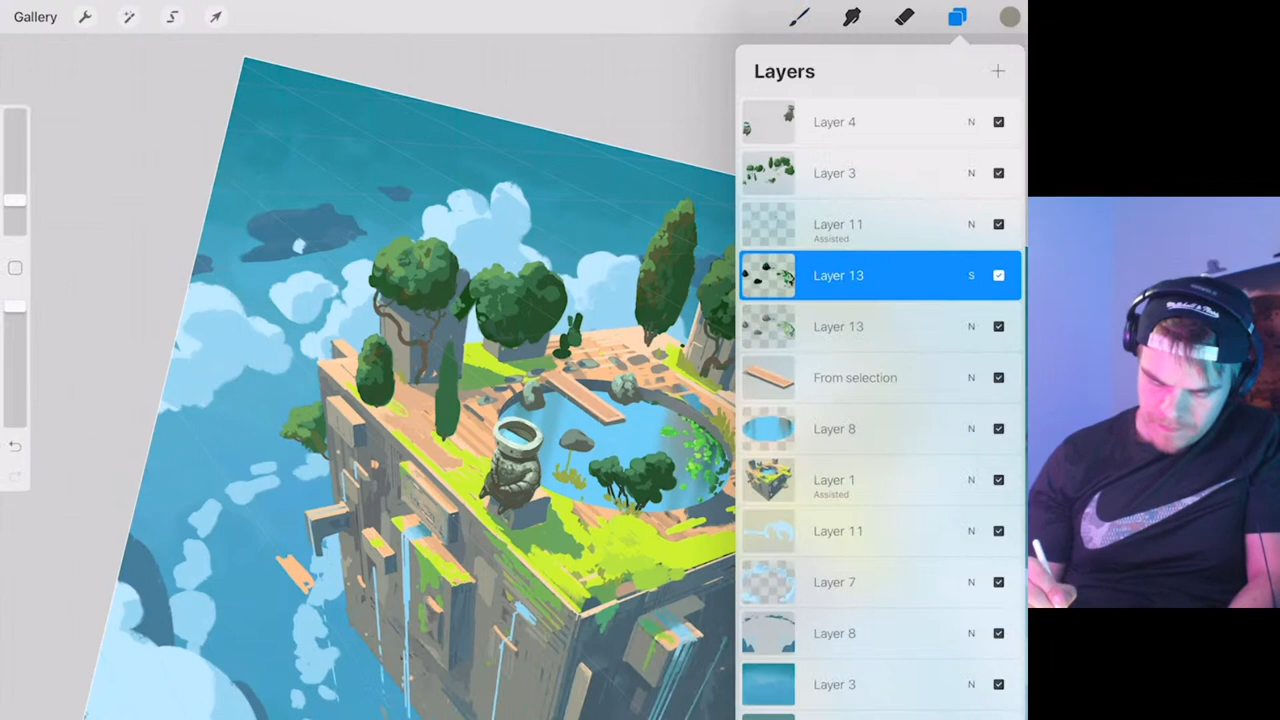 Gallery
Layers
Layer 4 N
Layer 3 N
Layer 11 N
Assisted
Layer 13 S
Layer 13 N
From selection N
Layer 8 N
Layer 1 N
Assisted
Layer 11 N
Layer 7 N
Layer 8 N
Layer 3 N